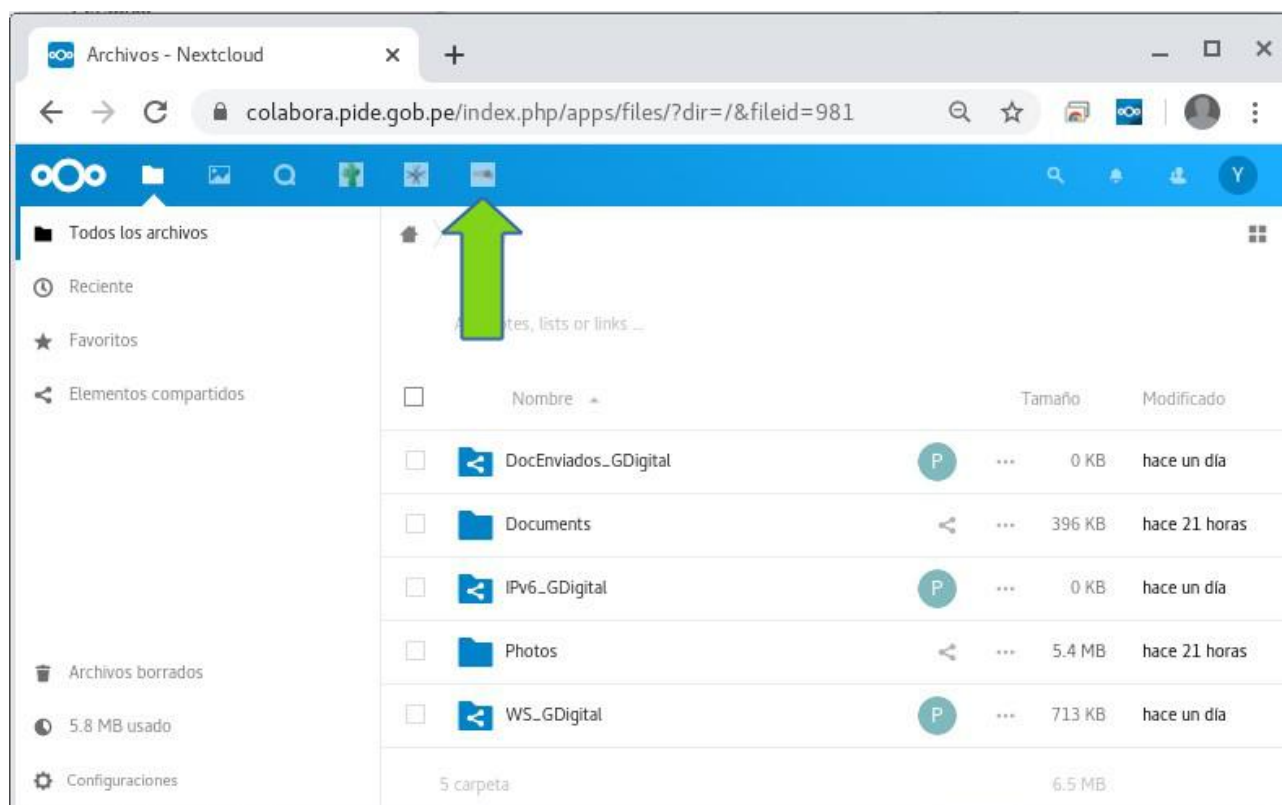 Archivos - Nextcloud
colabora.pide.gob.pe/index.php/apps/files/?dir=/&fileid=981
Y
Todos los archivos
Reciente
Favoritos
Elementos compartidos
lists or links ...
Nombre Tamaño Modificado
DocEnviados_GDigital P ... 0 KB hace un día
Documents ... 396 KB hace 21 horas
IPv6_GDigital P ... 0 KB hace un día
Photos ... 5.4 MB hace 21 horas
WS_GDigital P ... 713 KB hace un día
5 carpeta 6.5 MB
Archivos borrados
5.8 MB usado
Configuraciones